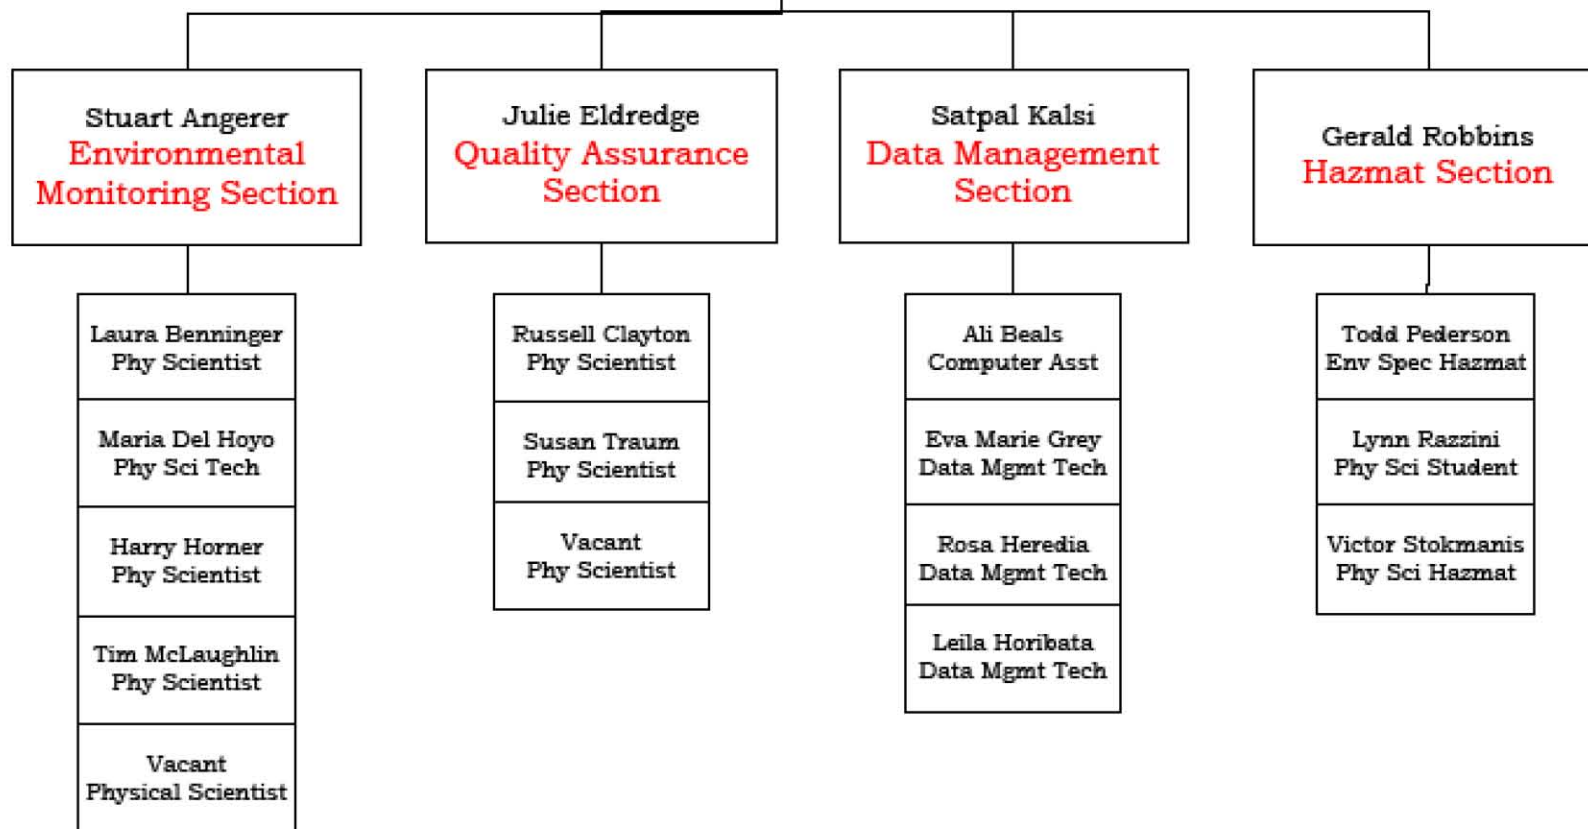 Stuart Angerer
Environmental
Monitoring Section
Julie Eldredge
Quality Assurance
Section
Satpal Kalsi
Data Management
Section
Gerald Robbins
Hazmat Section
Laura Benninger
Phy Scientist
Maria Del Hoyo
Phy Sci Tech
Harry Horner
Phy Scientist
Tim McLaughlin
Phy Scientist
Vacant
Physical Scientist
Russell Clayton
Phy Scientist
Susan Traum
Phy Scientist
Vacant
Phy Scientist
Ali Beals
Computer Asst
Eva Marie Grey
Data Mgmt Tech
Rosa Heredia
Data Mgmt Tech
Leila Horibata
Data Mgmt Tech
Todd Pederson
Env Spec Hazmat
Lynn Razzini
Phy Sci Student
Victor Stokmanis
Phy Sci Hazmat